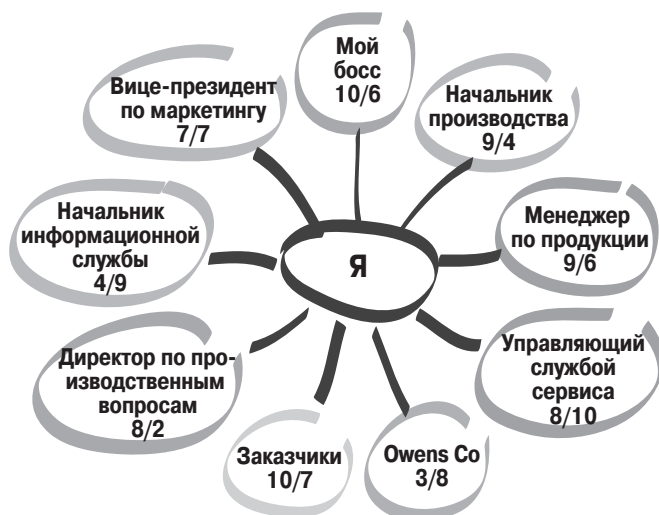 Мой
босс
10/6
Вице-президент
по маркетингу
7/7
Начальник
производства
9/4
Начальник
информационной
службы
4/9
Я
Менеджер
по продукции
9/6
Директор по про-
изводственным
вопросам
8/2
Управляющий
службой
сервиса
8/10
Заказчики
10/7
Owens Co
3/8